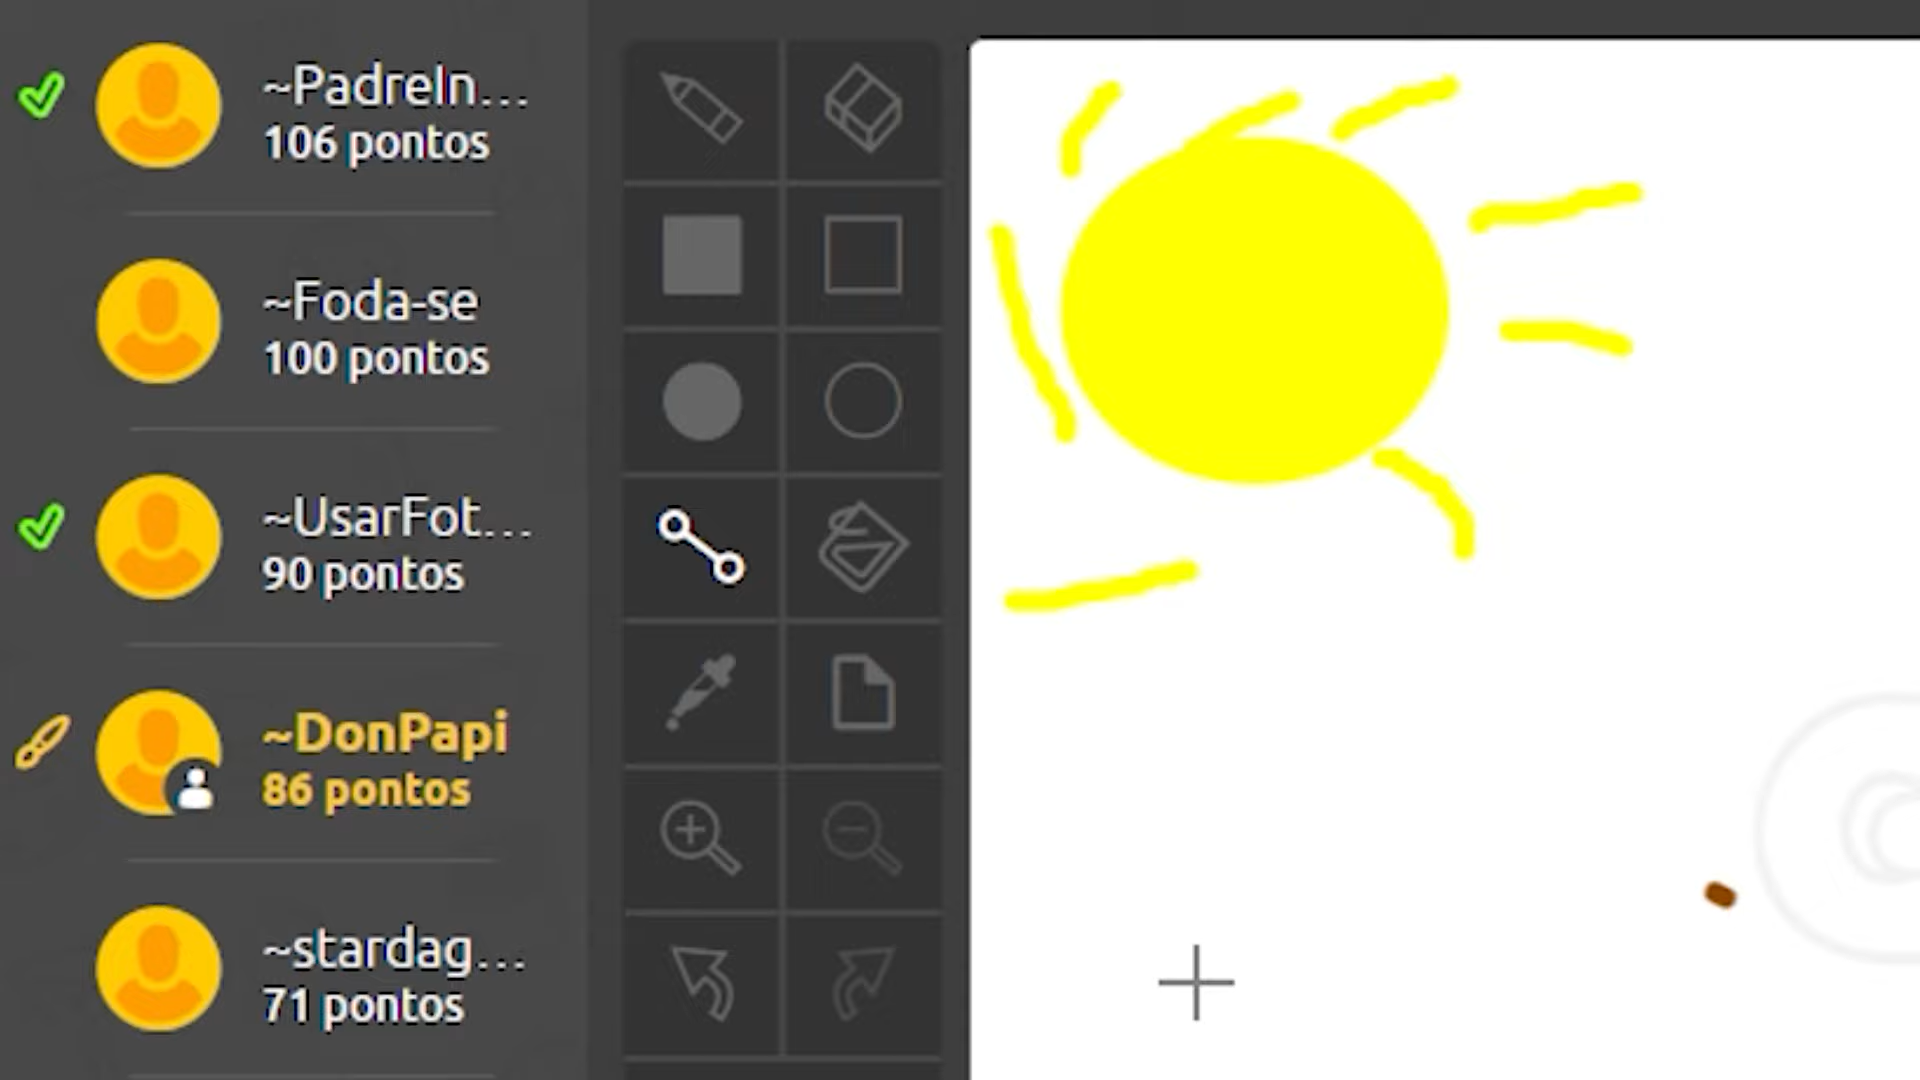 ~PadreIn...
106 pontos
~Foda-se
100 pontos
~UsarFot...
90 pontos
~DonPapi
86 pontos
~stardag...
71 pontos